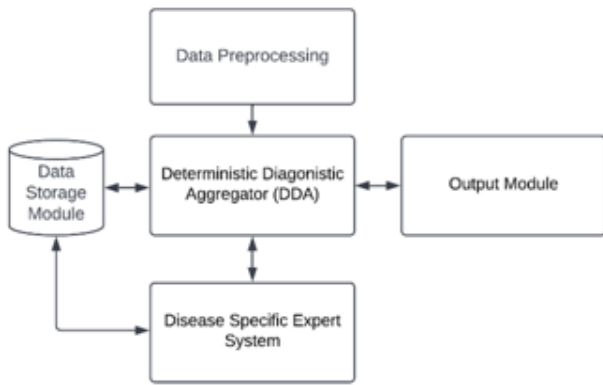 Data Preprocessing
Data
Storage
Module
Deterministic Diagonistic
Aggregator (DDA)
Output Module
Disease Specific Expert
System